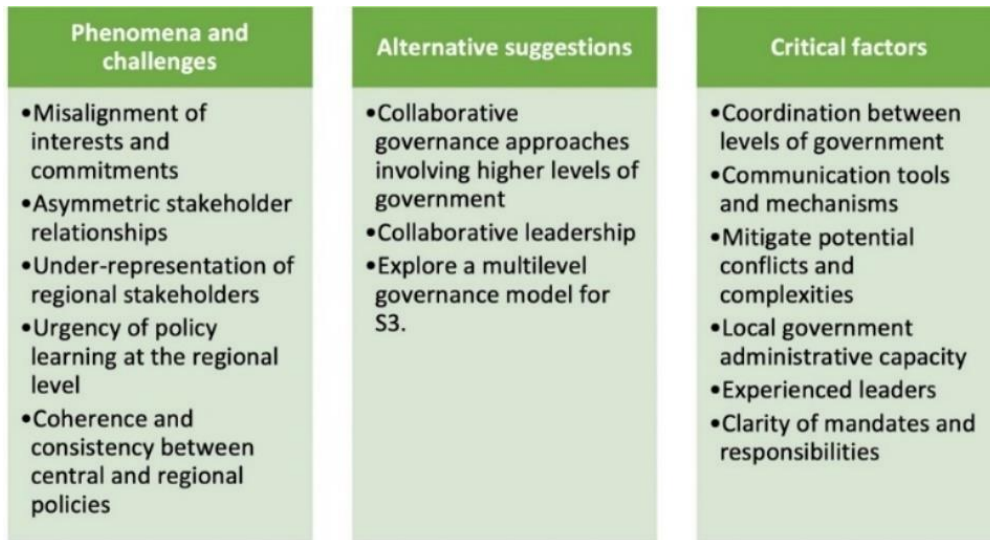 Phenomena and
challenges
•Misalignment of
interests and
commitments
•Asymmetric stakeholder
relationships
•Under-representation of
regional stakeholders
•Urgency of policy
learning at the regional
level
•Coherence and
consistency between
central and regional
policies
Alternative suggestions
•Collaborative
governance approaches
involving higher levels of
government
•Collaborative leadership
•Explore a multilevel
governance model for
S3.
Critical factors
•Coordination between
levels of government
•Communication tools
and mechanisms
•Mitigate potential
conflicts and
complexities
•Local government
administrative capacity
•Experienced leaders
•Clarity of mandates and
responsibilities